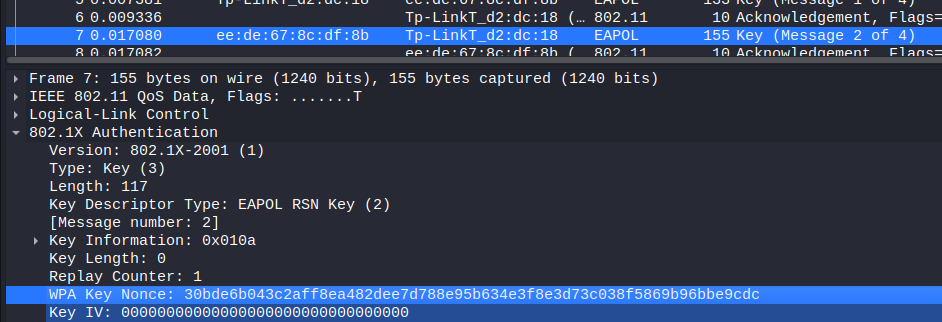 5 0.007381 Tp-LinkT_d2:dc:18 ee:de:67:8c:df:8b EAPOL 133 Key (Message 1 of 4)
6 0.009336 Tp-LinkT_d2:dc:18 (… 802.11 10 Acknowledgement, Flags=
7 0.017080 ee:de:67:8c:df:8b Tp-LinkT_d2:dc:18 EAPOL 155 Key (Message 2 of 4)
8 0.017082 ee:de:67:8c:df:8b (… 802.11 10 Acknowledgement, Flags=
Frame 7: 155 bytes on wire (1240 bits), 155 bytes captured (1240 bits)
IEEE 802.11 QoS Data, Flags: .......T
Logical-Link Control
802.1X Authentication
Version: 802.1X-2001 (1)
Type: Key (3)
Length: 117
Key Descriptor Type: EAPOL RSN Key (2)
[Message number: 2]
Key Information: 0x010a
Key Length: 0
Replay Counter: 1
WPA Key Nonce: 30bde6b043c2aff8ea482dee7d788e95b634e3f8e3d73c038f5869b96bbe9cdc
Key IV: 00000000000000000000000000000000